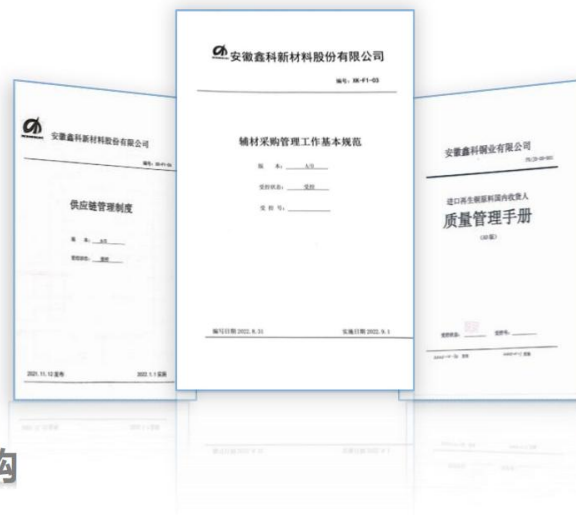 安徽鑫科新材料股份有限公司
供应链管理制度
版 本:
2021.11.12 发布 2022.1.1 实施
安徽鑫科新材料股份有限公司
编号：XK-F1-03
辅材采购管理工作基本规范
版 本： A/0
受控状态： 受控
受 控 号：
编写日期 2022.8.31 实施日期 2022.9.1
安徽鑫科铜业有限公司
进口再生铜原料国内收货人
质量管理手册
购